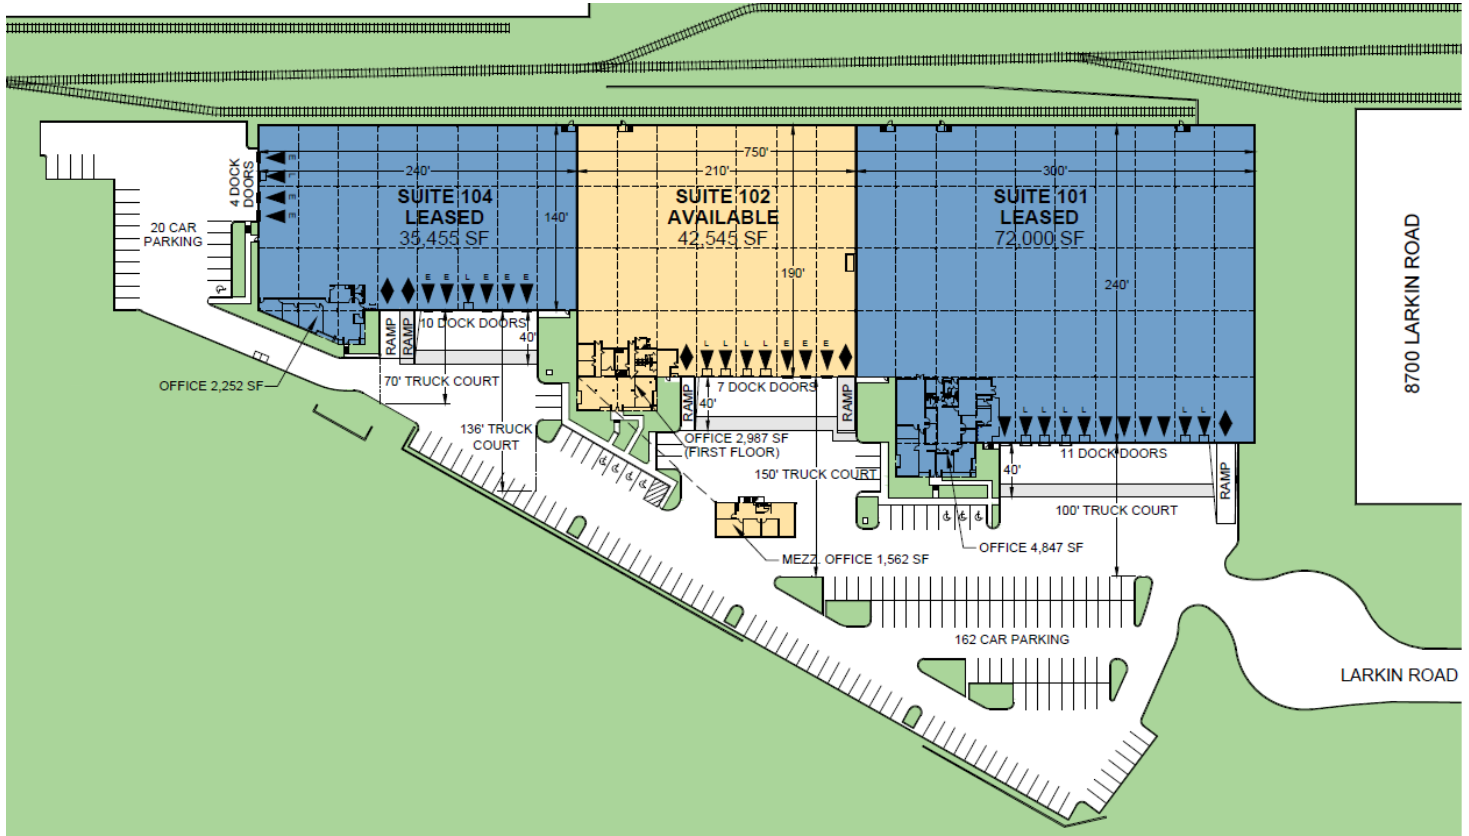 750'
240'
210'
300'
4 DOCK
DOORS
E
L
E
E
SUITE 104
LEASED
35,455 SF
140'
SUITE 102
AVAILABLE
42,545 SF
190'
SUITE 101
LEASED
72,000 SF
240'
20 CAR
PARKING
8700 LARKIN ROAD
E
E
L
E
E
E
RAMP
RAMP
10 DOCK DOORS
40'
L
L
L
L
E
E
E
OFFICE 2,252 SF
70' TRUCK COURT
136' TRUCK
COURT
RAMP
7 DOCK DOORS
40'
RAMP
OFFICE 2,987 SF
(FIRST FLOOR)
150' TRUCK COURT
L
L
L
L
L
L
11 DOCK DOORS
40'
RAMP
100' TRUCK COURT
OFFICE 4,847 SF
MEZZ. OFFICE 1,562 SF
162 CAR PARKING
LARKIN ROAD